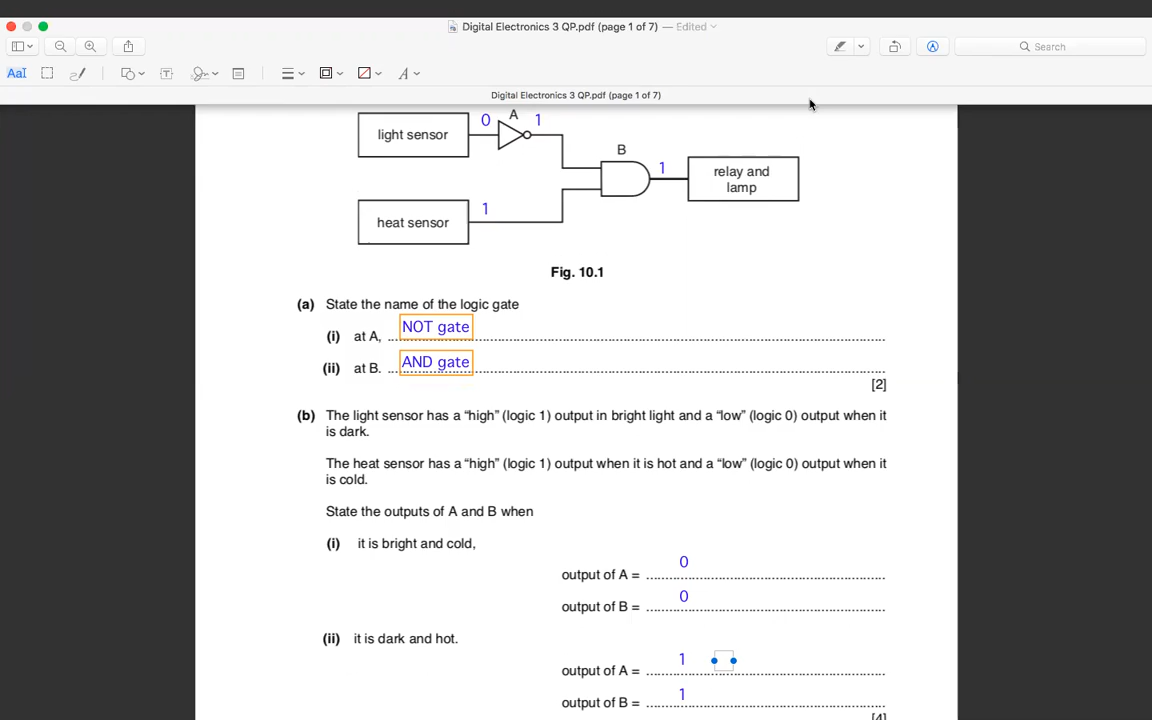 Digital Electronics 3 QP.pdf (page 1 of 7) — Edited
Search
AaI
A
Digital Electronics 3 QP.pdf (page 1 of 7)
light sensor
0
A
1
B
1
relay and
lamp
heat sensor
1
Fig. 10.1
(a) State the name of the logic gate
(i) at A, NOT gate
(ii) at B. AND gate
[2]
(b) The light sensor has a “high” (logic 1) output in bright light and a “low” (logic 0) output when it
is dark.
The heat sensor has a “high” (logic 1) output when it is hot and a “low” (logic 0) output when it
is cold.
State the outputs of A and B when
(i) it is bright and cold,
output of A = 0
output of B = 0
(ii) it is dark and hot.
output of A = 1
output of B = 1
[4]